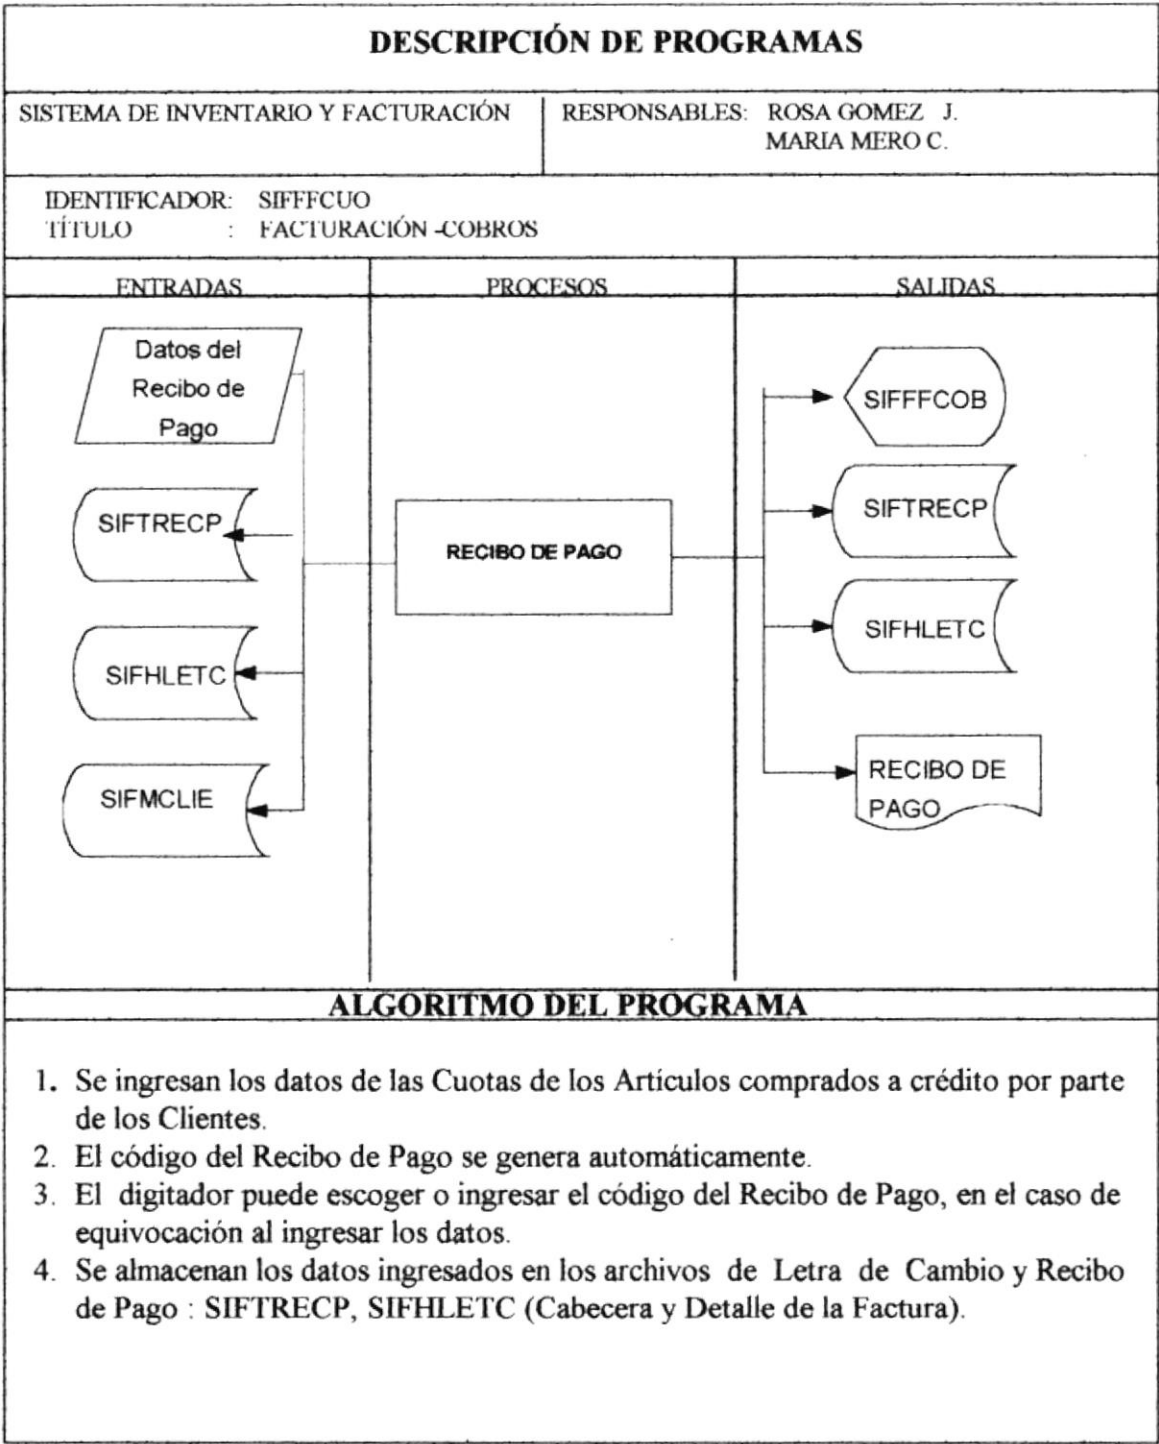 DESCRIPCIÓN DE PROGRAMAS
SISTEMA DE INVENTARIO Y FACTURACIÓN
RESPONSABLES: ROSA GOMEZ J.
MARIA MERO C.
IDENTIFICADOR: SIFFFCUO
TÍTULO : FACTURACIÓN -COBROS
ENTRADAS
PROCESOS
SALIDAS
Datos del
Recibo de
Pago
SIFTRECP
SIFHLETC
SIFMCLIE
RECIBO DE PAGO
SIFFFCOB
SIFTRECP
SIFHLETC
RECIBO DE
PAGO
ALGORITMO DEL PROGRAMA
1. Se ingresan los datos de las Cuotas de los Artículos comprados a crédito por parte
de los Clientes.
2. El código del Recibo de Pago se genera automáticamente.
3. El digitador puede escoger o ingresar el código del Recibo de Pago, en el caso de
equivocación al ingresar los datos.
4. Se almacenan los datos ingresados en los archivos de Letra de Cambio y Recibo
de Pago : SIFTRECP, SIFHLETC (Cabecera y Detalle de la Factura).